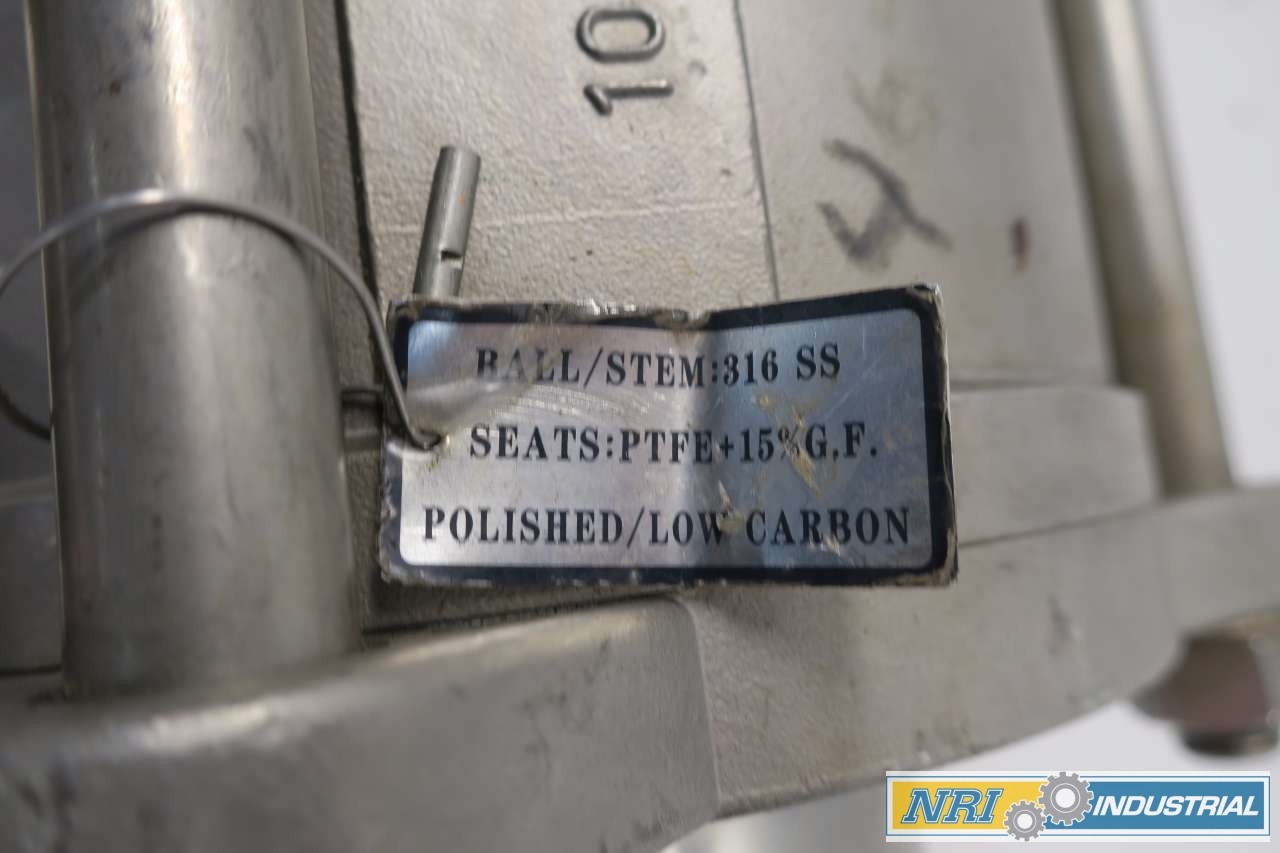 10
BALL/STEM:316 SS
SEATS:PTFE+15%G.F.
POLISHED/LOW CARBON
NRI INDUSTRIAL